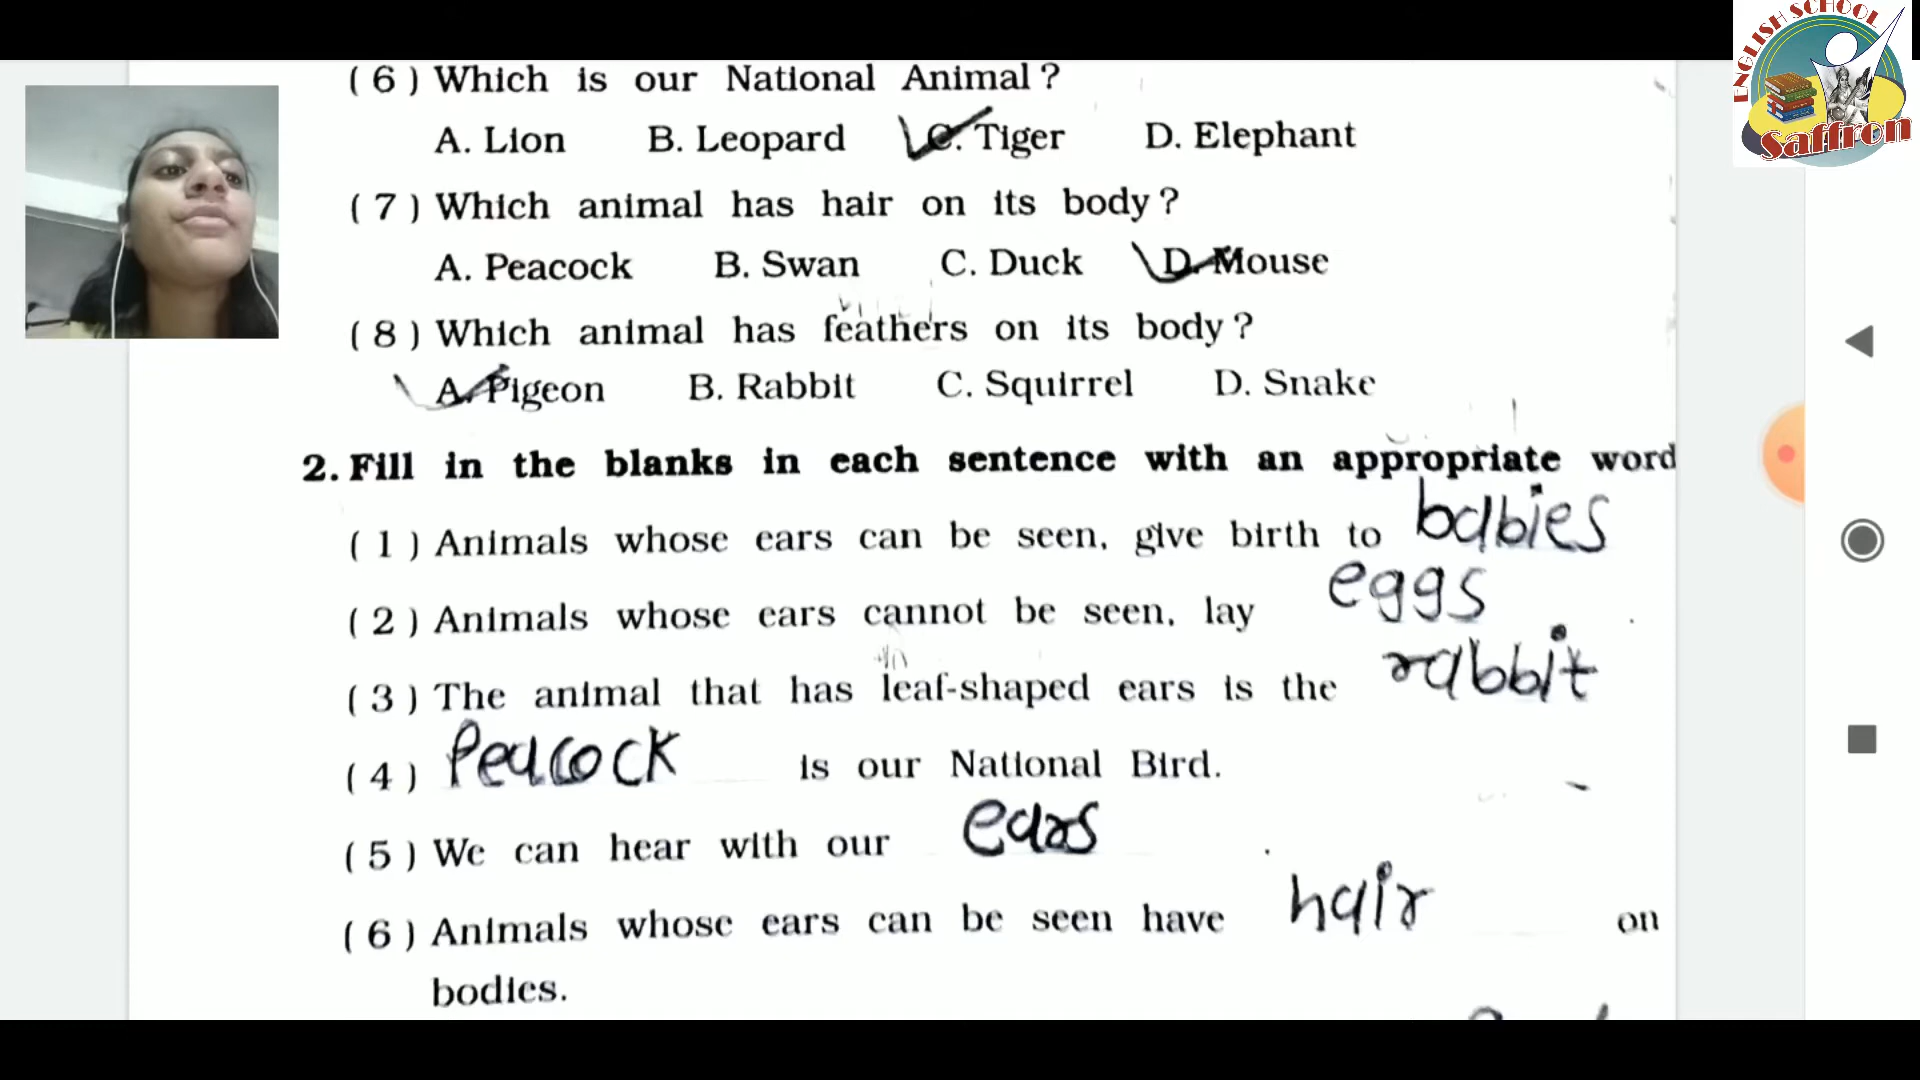 ENGLISH SCHOOL
Saffron
( 6 ) Which is our National Animal ?
A. Lion B. Leopard C. Tiger D. Elephant
( 7 ) Which animal has hair on its body ?
A. Peacock B. Swan C. Duck D. Mouse
( 8 ) Which animal has feathers on its body ?
A. Pigeon B. Rabbit C. Squirrel D. Snake
2. Fill in the blanks in each sentence with an appropriate word
( 1 ) Animals whose ears can be seen, give birth to babies
( 2 ) Animals whose ears cannot be seen, lay eggs
( 3 ) The animal that has leaf-shaped ears is the rabbit
( 4 ) Peacock is our National Bird.
( 5 ) We can hear with our ears
( 6 ) Animals whose ears can be seen have hair on
bodies.